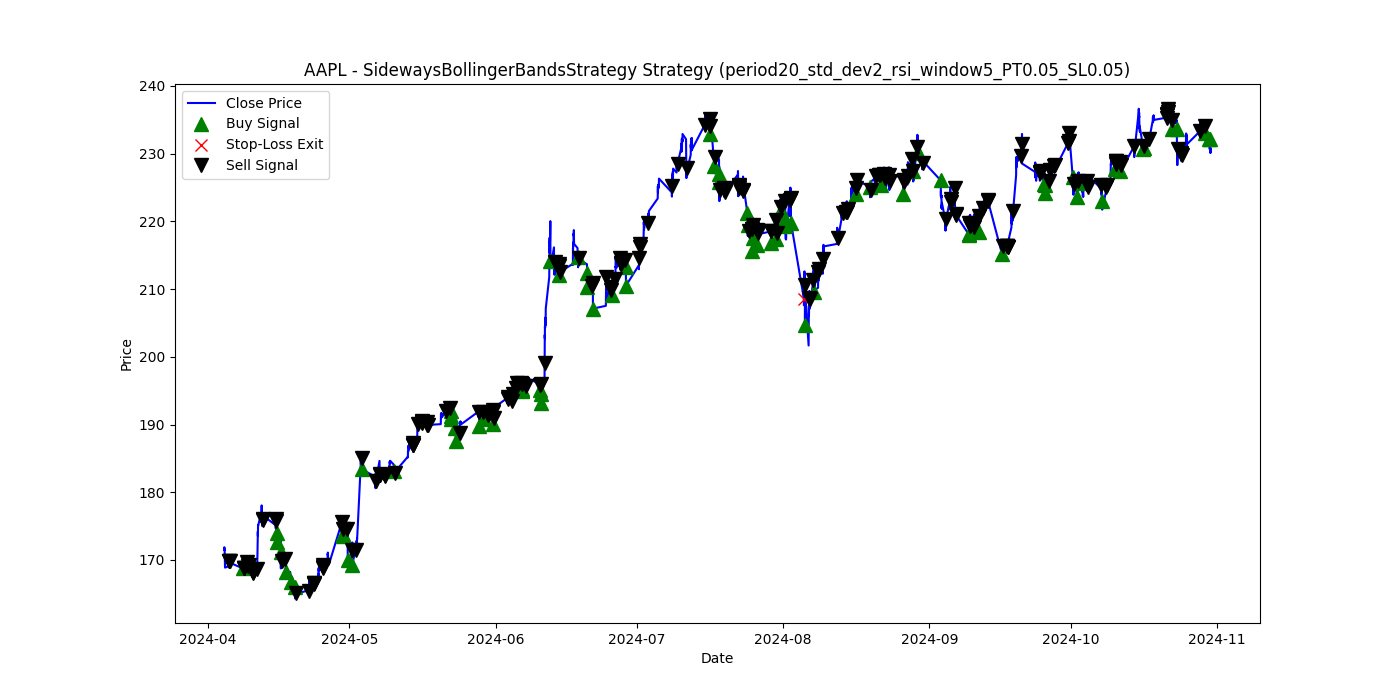 AAPL - SidewaysBollingerBandsStrategy Strategy (period20_std_dev2_rsi_window5_PT0.05_SL0.05)
Close Price
Buy Signal
Stop-Loss Exit
Sell Signal
Price
240
230
220
210
200
190
180
170
2024-04 2024-05 2024-06 2024-07 2024-08 2024-09 2024-10 2024-11
Date